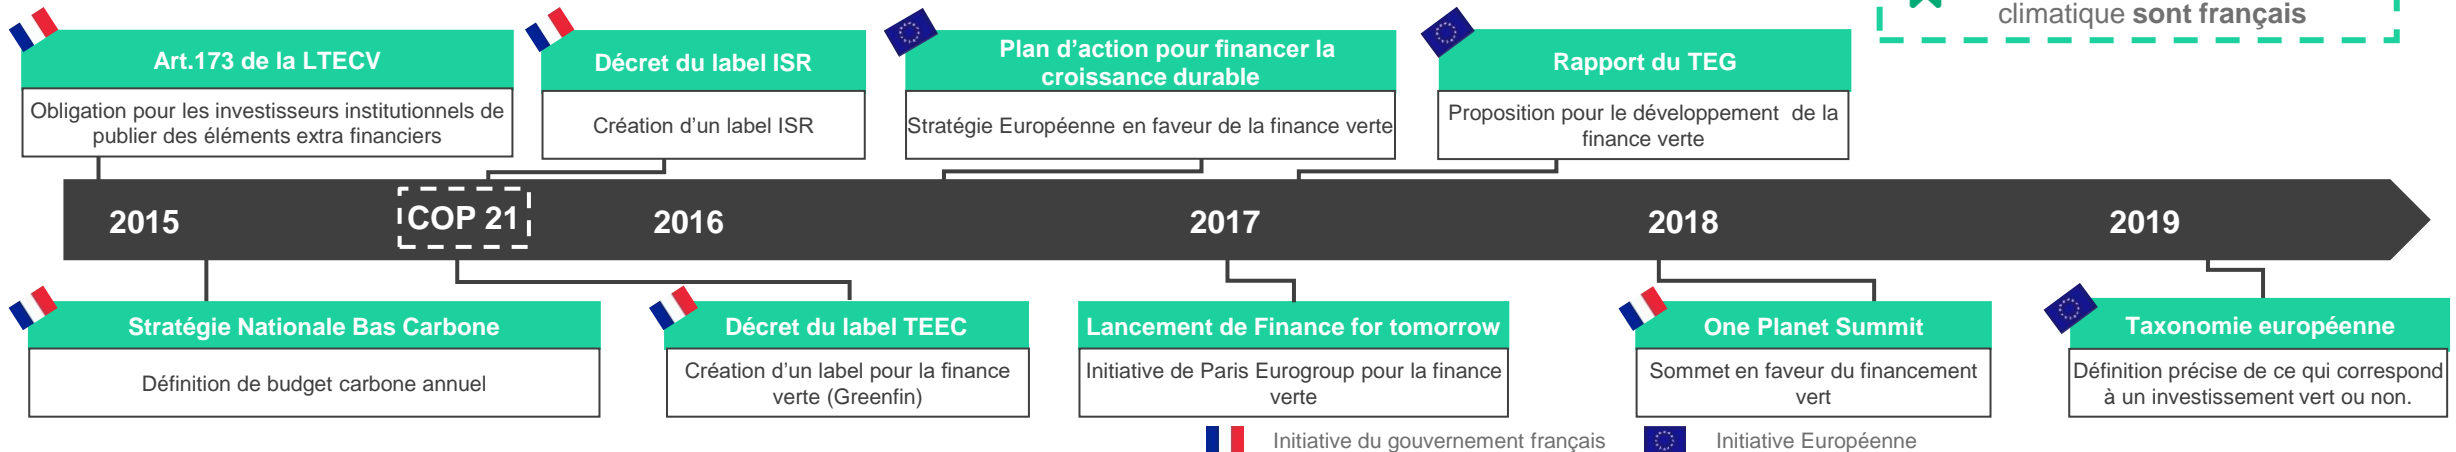 climatique sont français
Art.173 de la LTECV
Obligation pour les investisseurs institutionnels de
publier des éléments extra financiers
Décret du label ISR
Création d'un label ISR
Plan d'action pour financer la
croissance durable
Stratégie Européenne en faveur de la finance verte
Rapport du TEG
Proposition pour le développement de la
finance verte
2015
COP 21
2016
2017
2018
2019
Stratégie Nationale Bas Carbone
Définition de budget carbone annuel
Décret du label TEEC
Création d'un label pour la finance
verte (Greenfin)
Lancement de Finance for tomorrow
Initiative de Paris Eurogroup pour la finance
verte
One Planet Summit
Sommet en faveur du financement
vert
Taxonomie européenne
Définition précise de ce qui correspond
à un investissement vert ou non.
Initiative du gouvernement français
Initiative Européenne